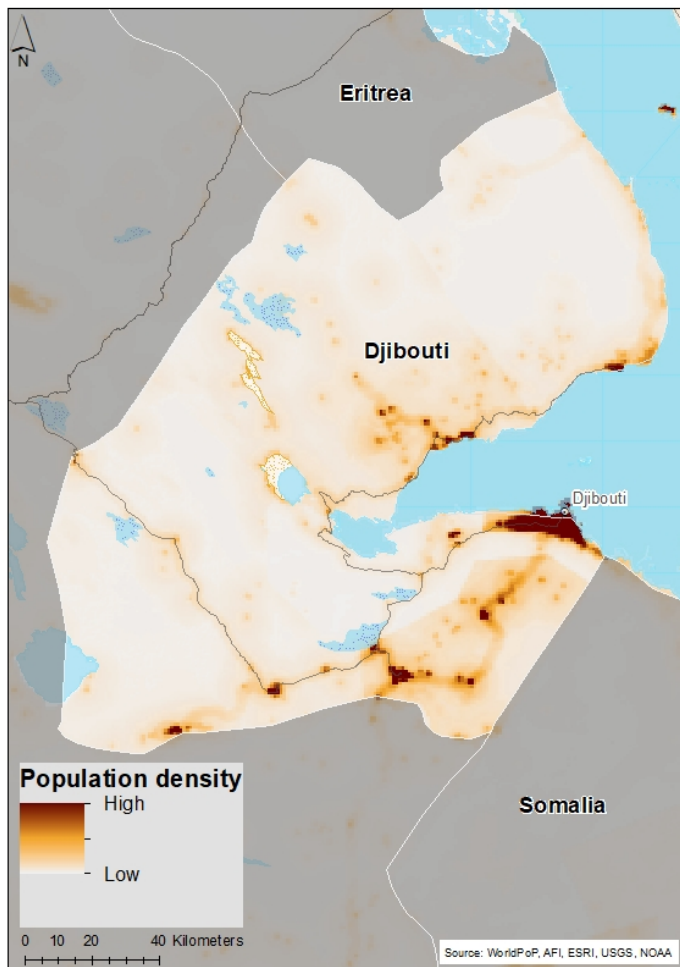 N
Eritrea
Djibouti
Djibouti
Somalia
Population density
High
Low
0 10 20 40 Kilometers
Source: WorldPoP, AFI, ESRI, USGS, NOAA